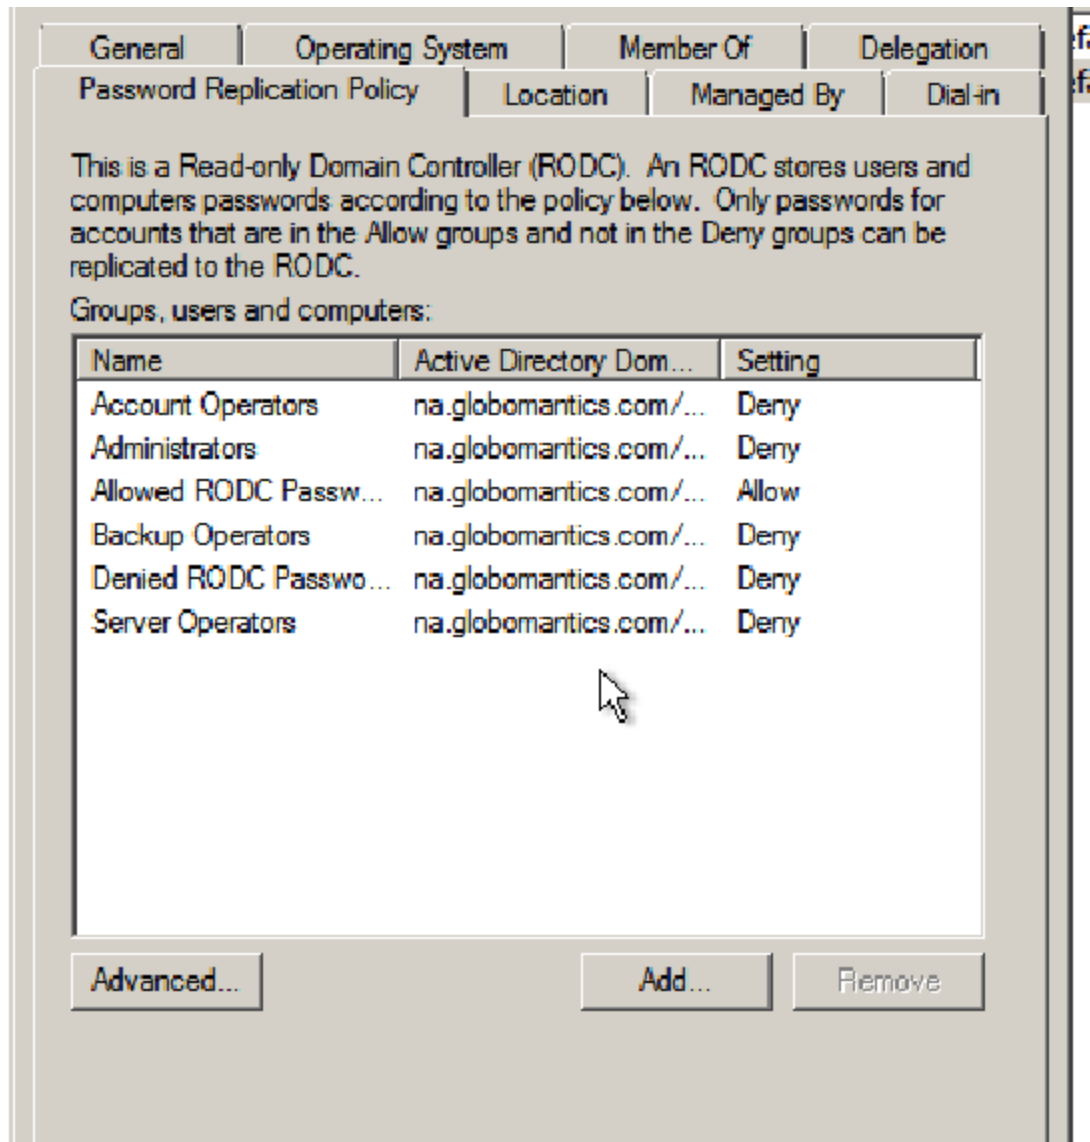 General Operating System Member Of Delegation
Password Replication Policy Location Managed By Dial-in
This is a Read-only Domain Controller (RODC). An RODC stores users and
computers passwords according to the policy below. Only passwords for
accounts that are in the Allow groups and not in the Deny groups can be
replicated to the RODC.
Groups, users and computers:
Name Active Directory Dom... Setting
Account Operators na.globomantics.com/... Deny
Administrators na.globomantics.com/... Deny
Allowed RODC Passw... na.globomantics.com/... Allow
Backup Operators na.globomantics.com/... Deny
Denied RODC Passwo... na.globomantics.com/... Deny
Server Operators na.globomantics.com/... Deny
Advanced... Add... Remove